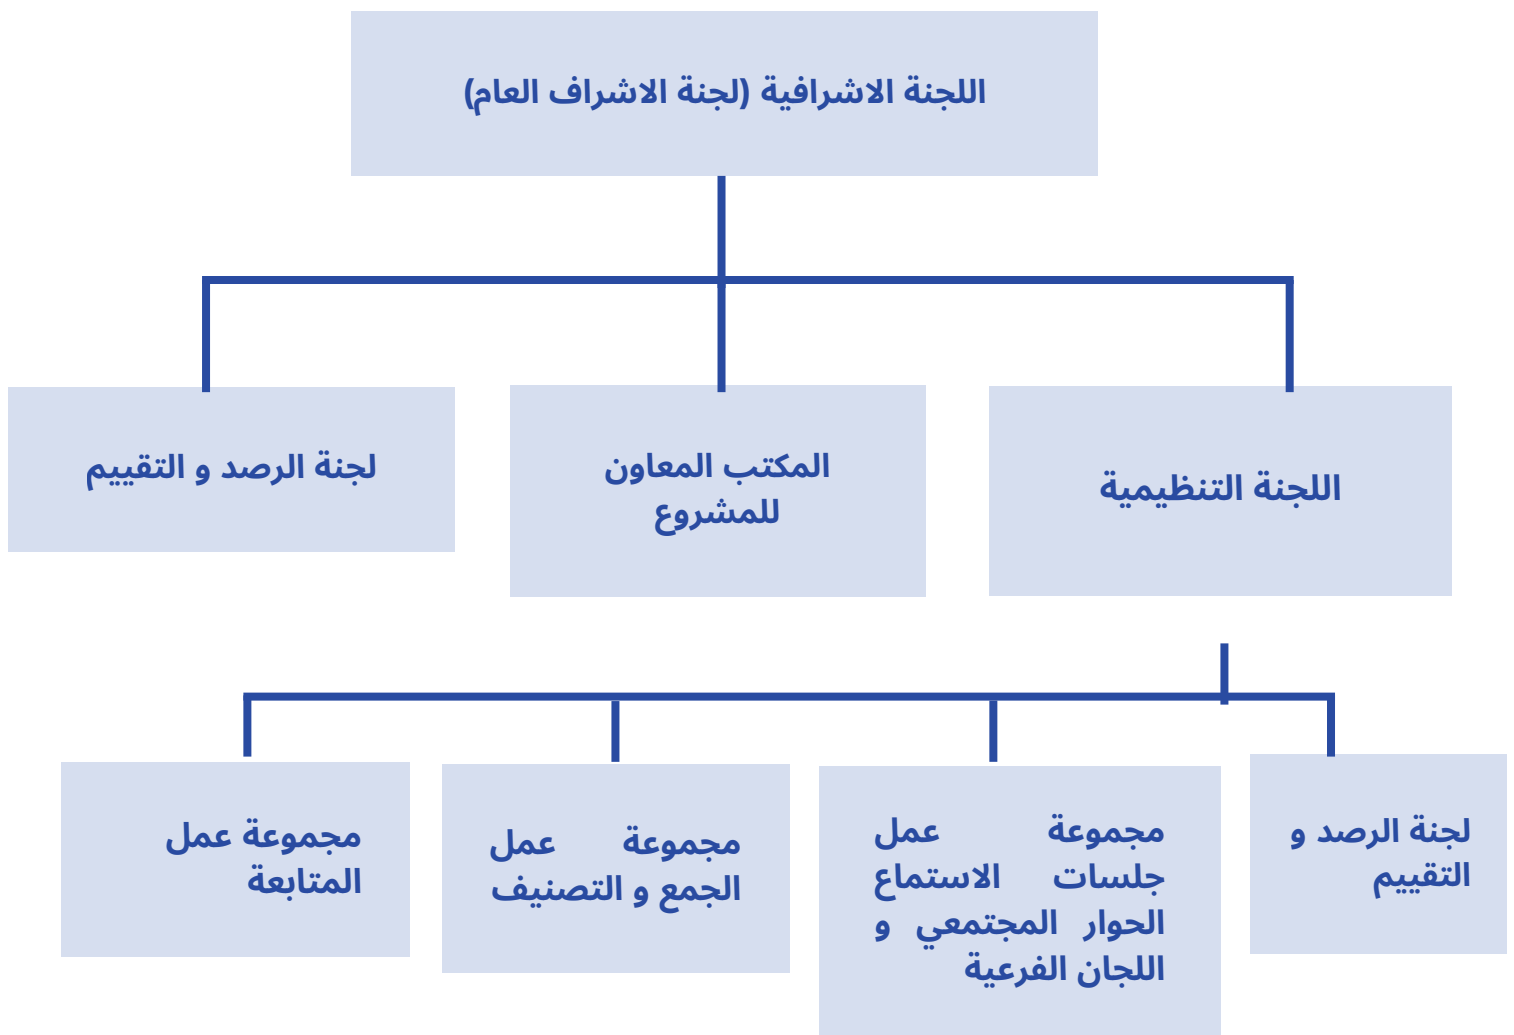 اللجنة الاشرافية (لجنة الاشراف العام)
اللجنة التنظيمية
المكتب المعاون
للمشروع
لجنة الرصد و التقييم
لجنة الرصد و
التقييم
مجموعة عمل
جلسات الاستماع
الحوار المجتمعي و
اللجان الفرعية
مجموعة عمل
الجمع و التصنيف
مجموعة عمل
المتابعة